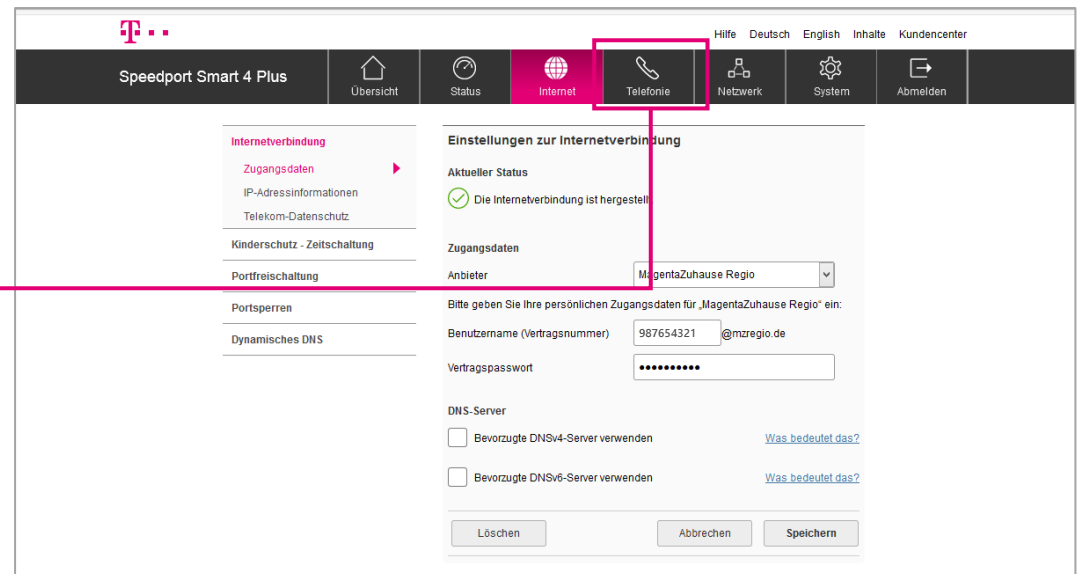 T
Hilfe Deutsch English Inhalte Kundencenter
Speedport Smart 4 Plus
Übersicht
Status
Internet
Telefonie
Netzwerk
System
Abmelden
Internetverbindung
Zugangsdaten
IP-Adressinformationen
Telekom-Datenschutz
Kinderschutz - Zeitschaltung
Portfreischaltung
Portsperren
Dynamisches DNS
Einstellungen zur Internetverbindung
Aktueller Status
Die Internetverbindung ist hergestellt
Zugangsdaten
Anbieter MagentaZuhause Regio
Bitte geben Sie Ihre persönlichen Zugangsdaten für „MagentaZuhause Regio“ ein:
Benutzername (Vertragsnummer) 987654321 @mzregio.de
Vertragspasswort ••••••••••
DNS-Server
Bevorzugte DNSv4-Server verwenden Was bedeutet das?
Bevorzugte DNSv6-Server verwenden Was bedeutet das?
Löschen Abbrechen Speichern